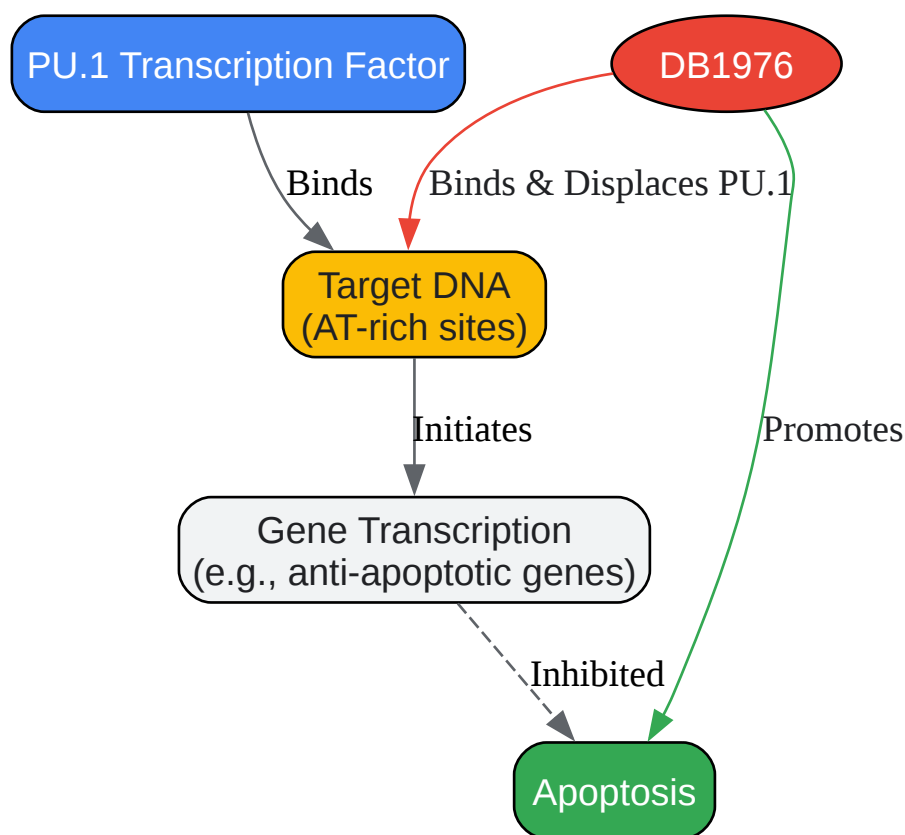 PU.1 Transcription Factor
DB1976
Binds
Binds & Displaces PU.1
Target DNA
(AT-rich sites)
Initiates
Promotes
Gene Transcription
(e.g., anti-apoptotic genes)
Inhibited
Apoptosis